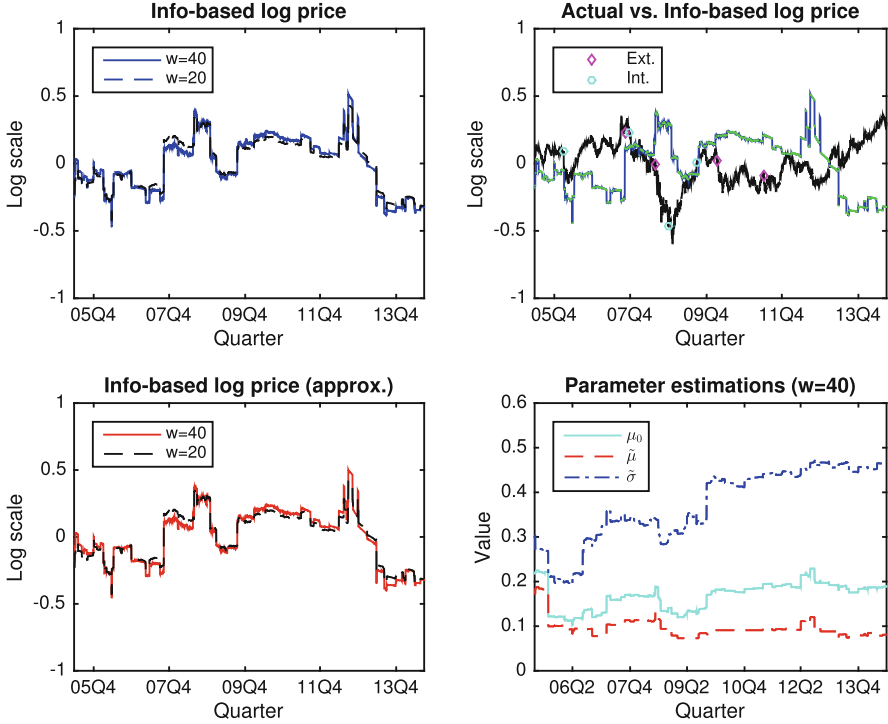 Info-based log price
Log scale
1
0.5
0
-0.5
-1
w=40
w=20
05Q4 07Q4 09Q4 11Q4 13Q4
Quarter
Actual vs. Info-based log price
Log scale
1
0.5
0
-0.5
-1
Ext.
Int.
05Q4 07Q4 09Q4 11Q4 13Q4
Quarter
Info-based log price (approx.)
Log scale
1
0.5
0
-0.5
-1
w=40
w=20
05Q4 07Q4 09Q4 11Q4 13Q4
Quarter
Parameter estimations (w=40)
Value
0.6
0.5
0.4
0.3
0.2
0.1
0
μ₀
μ̃
σ̃
06Q2 07Q4 09Q2 10Q4 12Q2 13Q4
Quarter